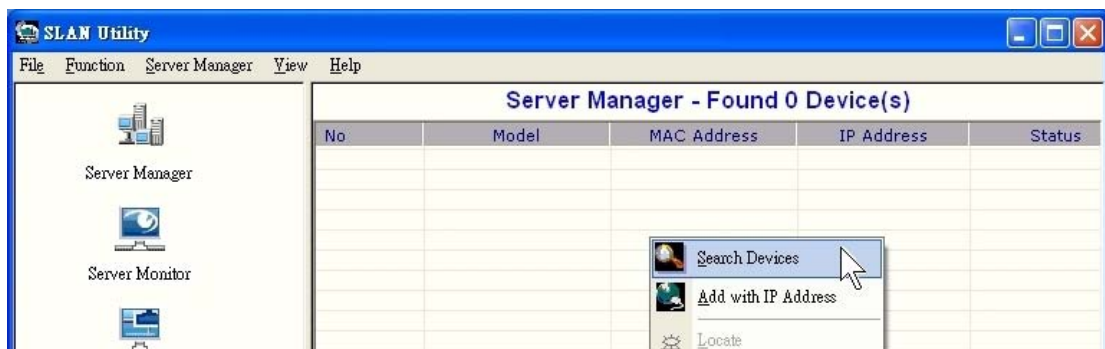 SLAN Utility
File Function Server Manager View Help
Server Manager - Found 0 Device(s)
No Model MAC Address IP Address Status
Server Manager
Server Monitor
Search Devices
Add with IP Address
Locate